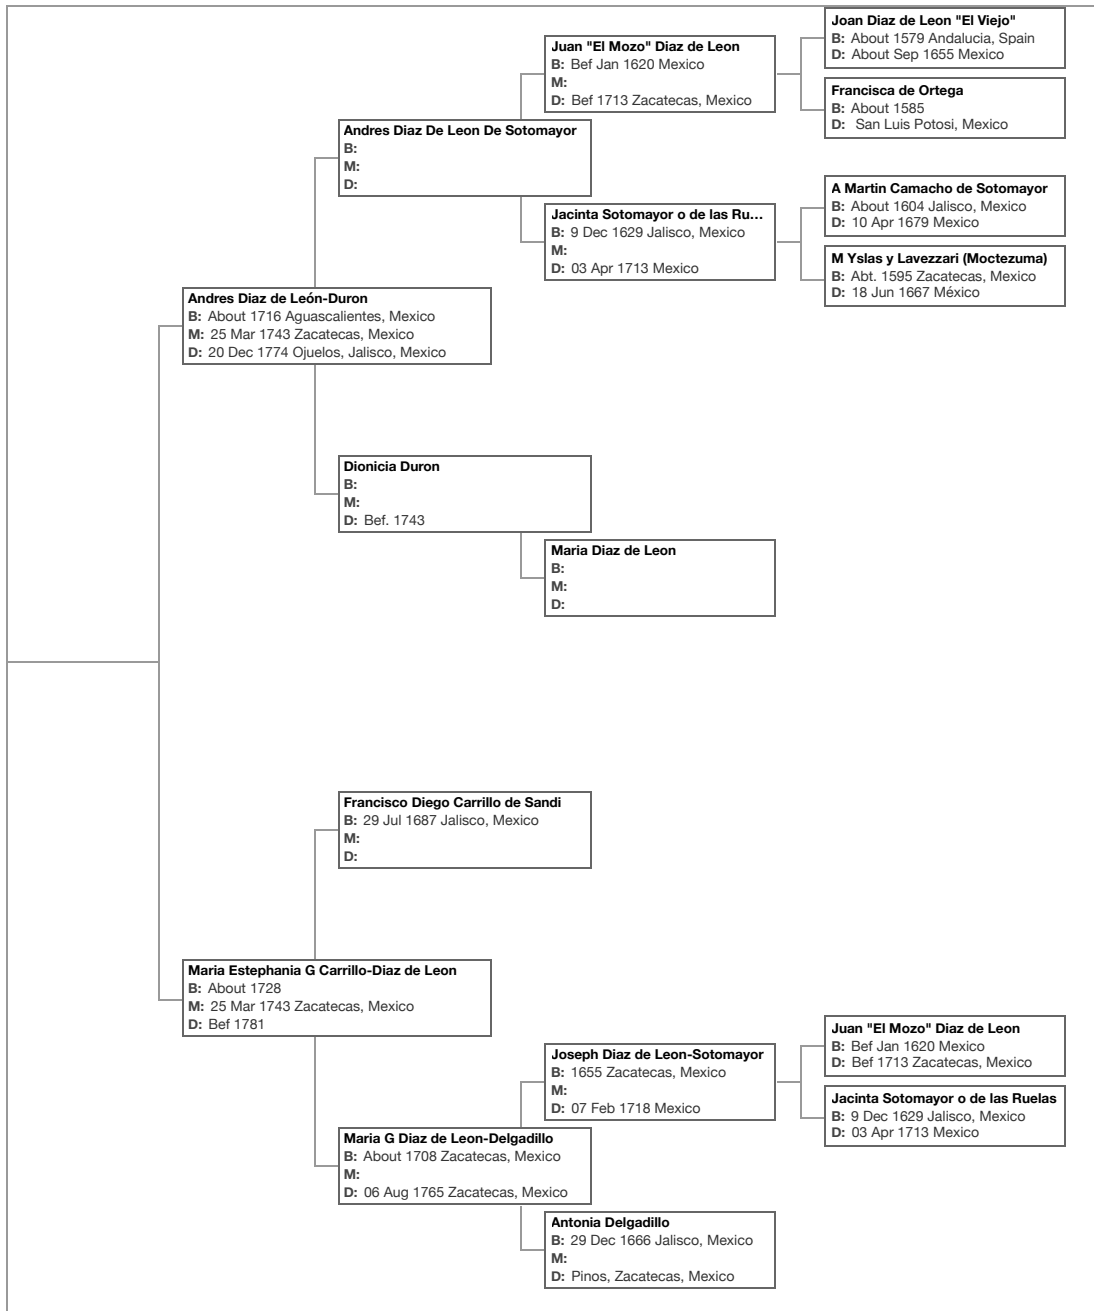 Joan Diaz de Leon "El Viejo"
B: About 1579 Andalucia, Spain
D: About Sep 1655 Mexico
Juan "El Mozo" Diaz de Leon
B: Bef Jan 1620 Mexico
M:
D: Bef 1713 Zacatecas, Mexico
Francisca de Ortega
B: About 1585
D: San Luis Potosi, Mexico
Andres Diaz De Leon De Sotomayor
B:
M:
D:
A Martin Camacho de Sotomayor
B: About 1604 Jalisco, Mexico
D: 10 Apr 1679 Mexico
Jacinta Sotomayor o de las Ru...
B: 9 Dec 1629 Jalisco, Mexico
M:
D: 03 Apr 1713 Mexico
M Yslas y Lavezzari (Moctezuma)
B: Abt. 1595 Zacatecas, Mexico
D: 18 Jun 1667 México
Andres Diaz de León-Duron
B: About 1716 Aguascalientes, Mexico
M: 25 Mar 1743 Zacatecas, Mexico
D: 20 Dec 1774 Ojuelos, Jalisco, Mexico
Dionicia Duron
B:
M:
D: Bef. 1743
Maria Diaz de Leon
B:
M:
D:
Francisco Diego Carrillo de Sandi
B: 29 Jul 1687 Jalisco, Mexico
M:
D:
Maria Estephania G Carrillo-Diaz de Leon
B: About 1728
M: 25 Mar 1743 Zacatecas, Mexico
D: Bef 1781
Juan "El Mozo" Diaz de Leon
B: Bef Jan 1620 Mexico
D: Bef 1713 Zacatecas, Mexico
Joseph Diaz de Leon-Sotomayor
B: 1655 Zacatecas, Mexico
M:
D: 07 Feb 1718 Mexico
Jacinta Sotomayor o de las Ruelas
B: 9 Dec 1629 Jalisco, Mexico
D: 03 Apr 1713 Mexico
Maria G Diaz de Leon-Delgadillo
B: About 1708 Zacatecas, Mexico
M:
D: 06 Aug 1765 Zacatecas, Mexico
Antonia Delgadillo
B: 29 Dec 1666 Jalisco, Mexico
M:
D: Pinos, Zacatecas, Mexico